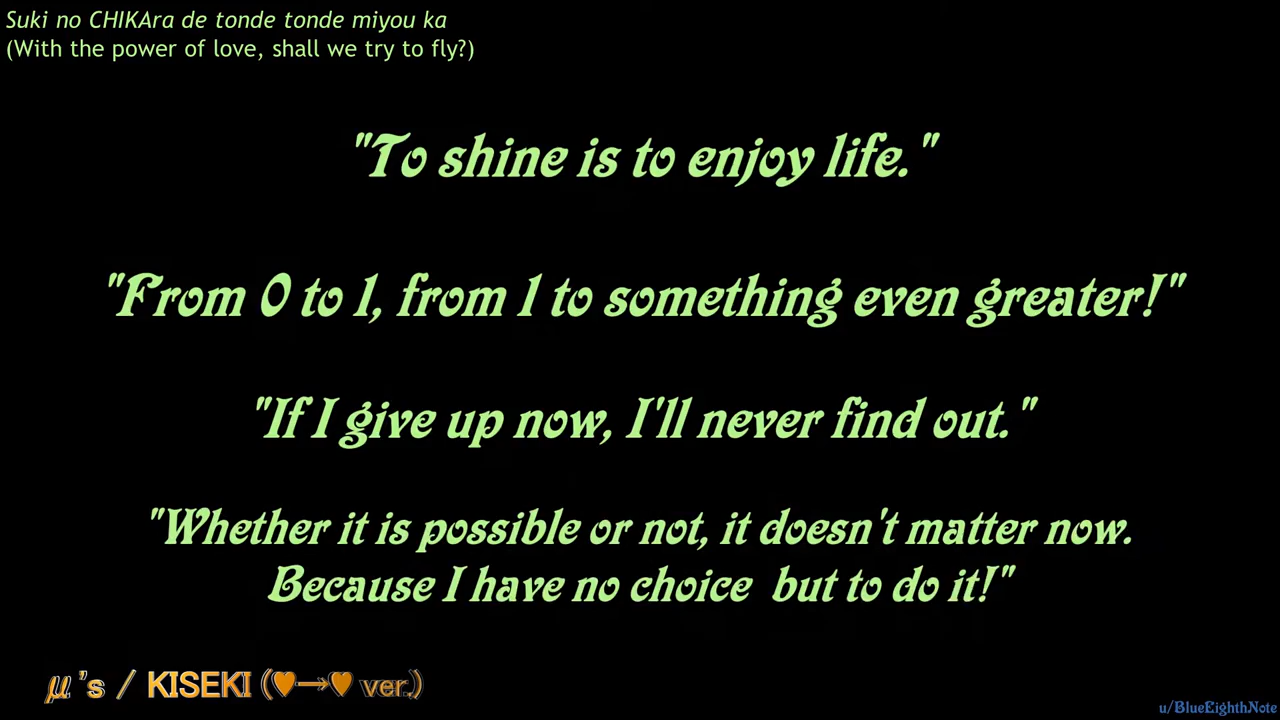 Suki no CHIKAra de tonde tonde miyou ka
(With the power of love, shall we try to fly?)
"To shine is to enjoy life."
"From 0 to 1, from 1 to something even greater!"
"If I give up now, I'll never find out."
"Whether it is possible or not, it doesn't matter now.
Because I have no choice but to do it!"
μ's / KISEKI (♥→♥ ver.)
u/BlueEighthNote